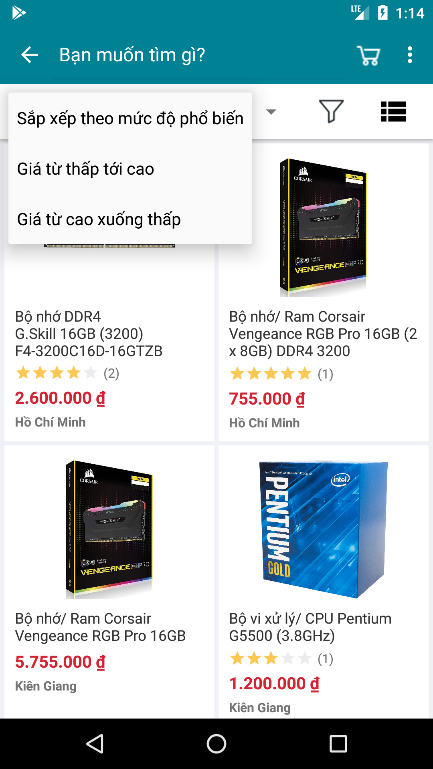 LTE 1:14
Bạn muốn tìm gì?
Sắp xếp theo mức độ phổ biến
Giá từ thấp tới cao
Giá từ cao xuống thấp
CORSAIR
VENGEANCE RGB PRO
Bộ nhớ DDR4
G.Skill 16GB (3200)
F4-3200C16D-16GTZB
(2)
2.600.000 ₫
Hồ Chí Minh
Bộ nhớ/ Ram Corsair
Vengeance RGB Pro 16GB (2
x 8GB) DDR4 3200
(1)
755.000 ₫
Hồ Chí Minh
CORSAIR
VENGEANCE RGB PRO
Bộ nhớ/ Ram Corsair
Vengeance RGB Pro 16GB
5.755.000 ₫
Kiên Giang
intel
PENTIUM
GOLD
Bộ vi xử lý/ CPU Pentium
G5500 (3.8GHz)
(1)
1.200.000 ₫
Kiên Giang